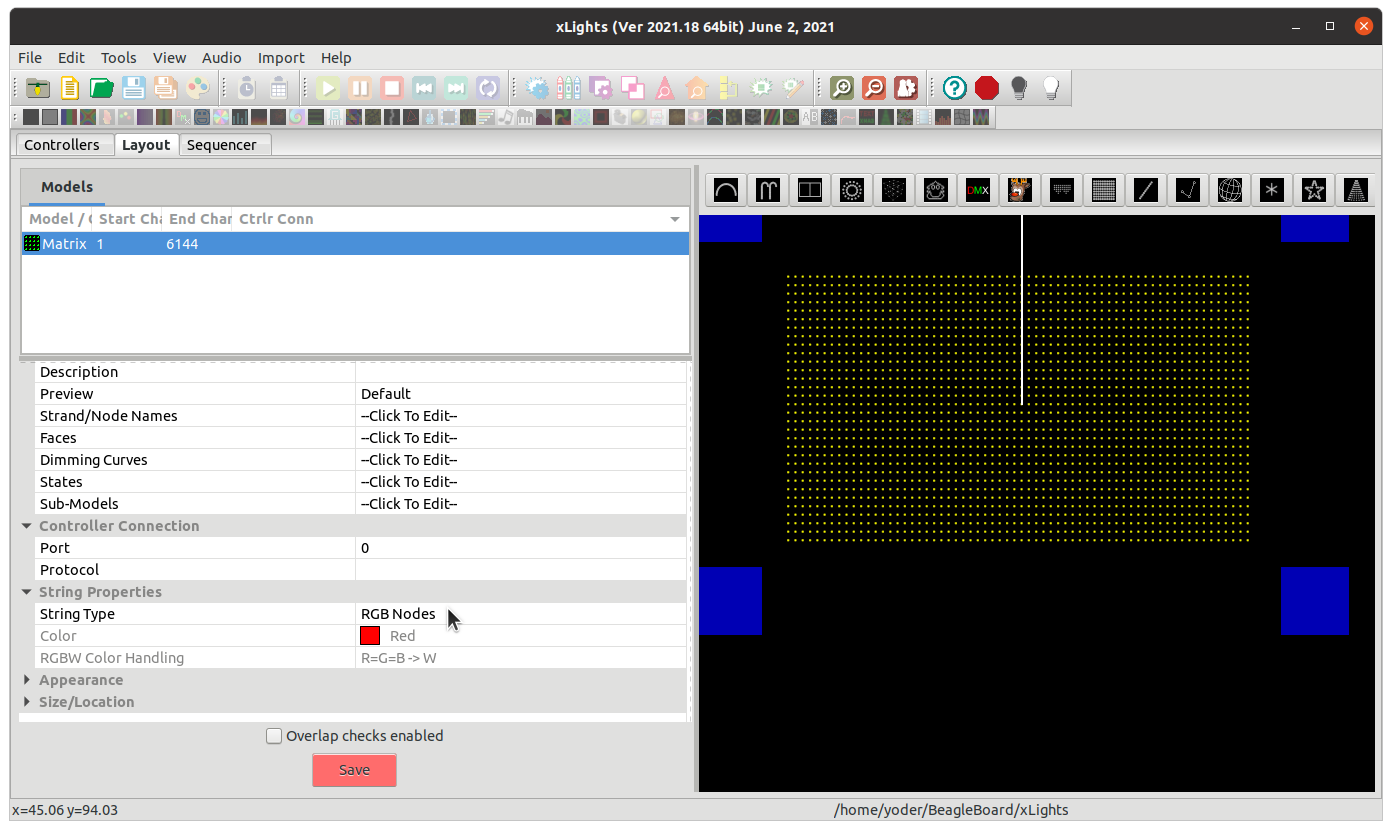 xLights (Ver 2021.18 64bit) June 2, 2021
File Edit Tools View Audio Import Help
Controllers Layout Sequencer
Models
DMX
Model / Start Cha End Char Ctrlr Conn
Matrix 1 6144
Description
Preview Default
Strand/Node Names --Click To Edit--
Faces --Click To Edit--
Dimming Curves --Click To Edit--
States --Click To Edit--
Sub-Models --Click To Edit--
Controller Connection
Port 0
Protocol
String Properties
String Type RGB Nodes
Color Red
RGBW Color Handling R=G=B -> W
Appearance
Size/Location
Overlap checks enabled
Save
x=45.06 y=94.03 /home/yoder/BeagleBoard/xLights